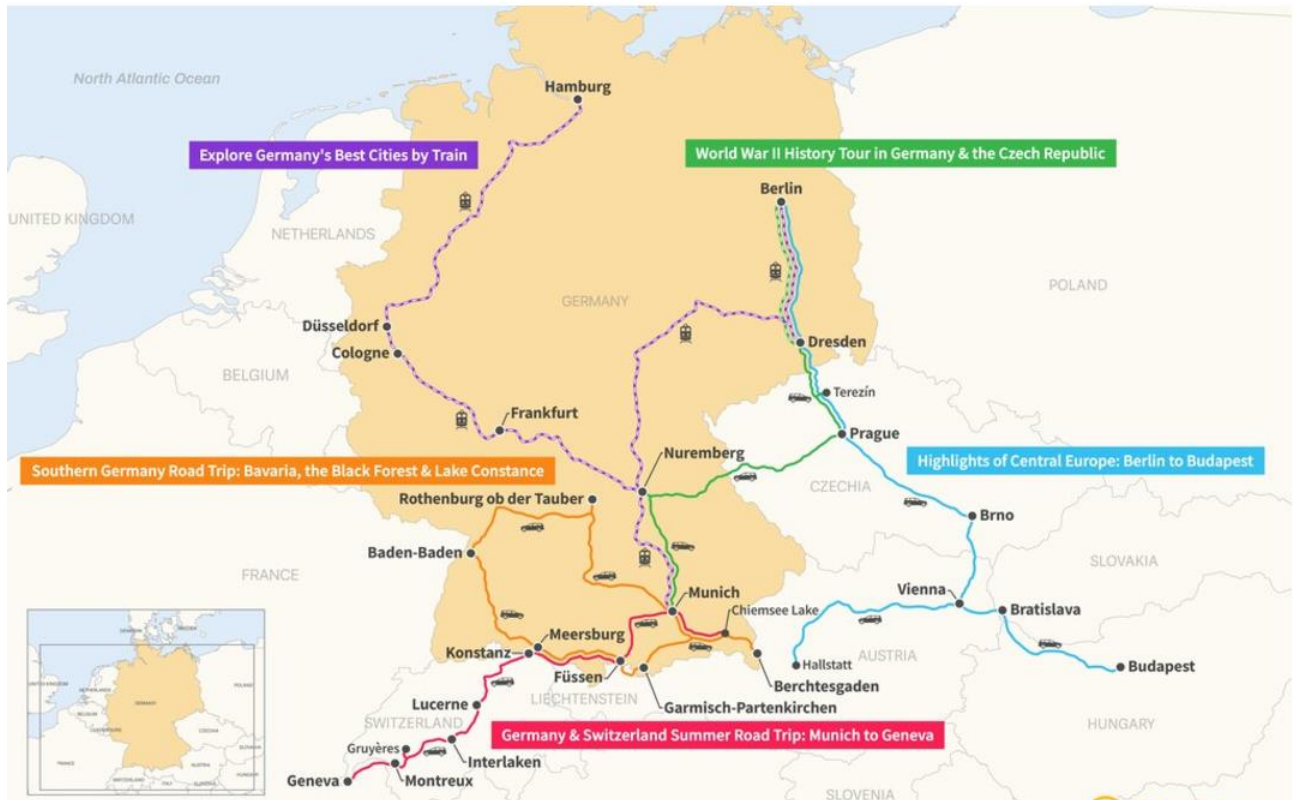 North Atlantic Ocean
Hamburg
Explore Germany's Best Cities by Train
World War II History Tour in Germany & the Czech Republic
Berlin
UNITED KINGDOM
NETHERLANDS
GERMANY
POLAND
Düsseldorf
Cologne
Dresden
BELGIUM
Terezín
Frankfurt
Prague
Nuremberg
Southern Germany Road Trip: Bavaria, the Black Forest & Lake Constance
Highlights of Central Europe: Berlin to Budapest
CZECHIA
Rothenburg ob der Tauber
Brno
Baden-Baden
SLOVAKIA
FRANCE
Munich
Vienna
Chiemsee Lake
Bratislava
Meersburg
Konstanz
AUSTRIA
Hallstatt
Budapest
Füssen
Berchtesgaden
LIECHTENSTEIN
Garmisch-Partenkirchen
Lucerne
SWITZERLAND
HUNGARY
Germany & Switzerland Summer Road Trip: Munich to Geneva
Gruyères
Interlaken
Geneva
Montreux
SLOVENIA
GERMANY
POLAND
FRANCE